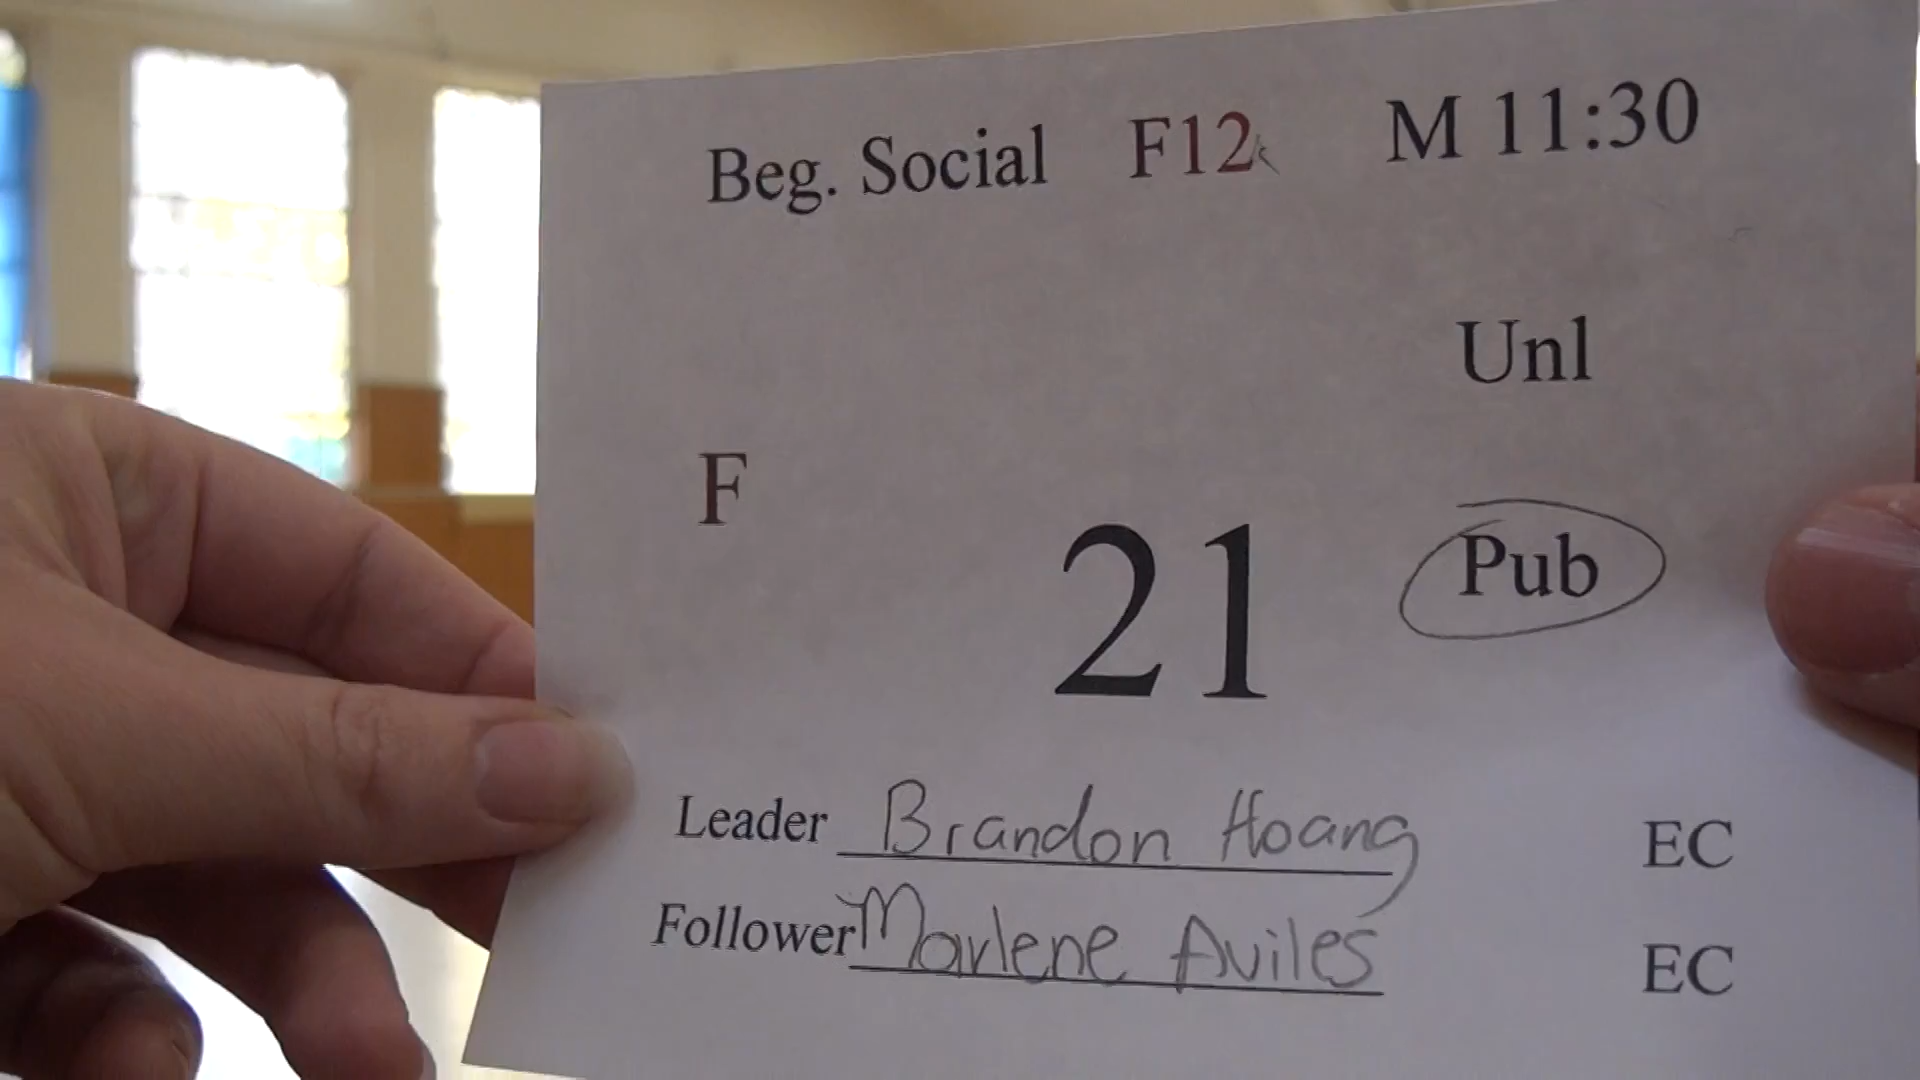 Beg. Social F12 M 11:30
Unl
F
21 Pub
Leader Brandon Hoang EC
Follower Marlene Aviles EC